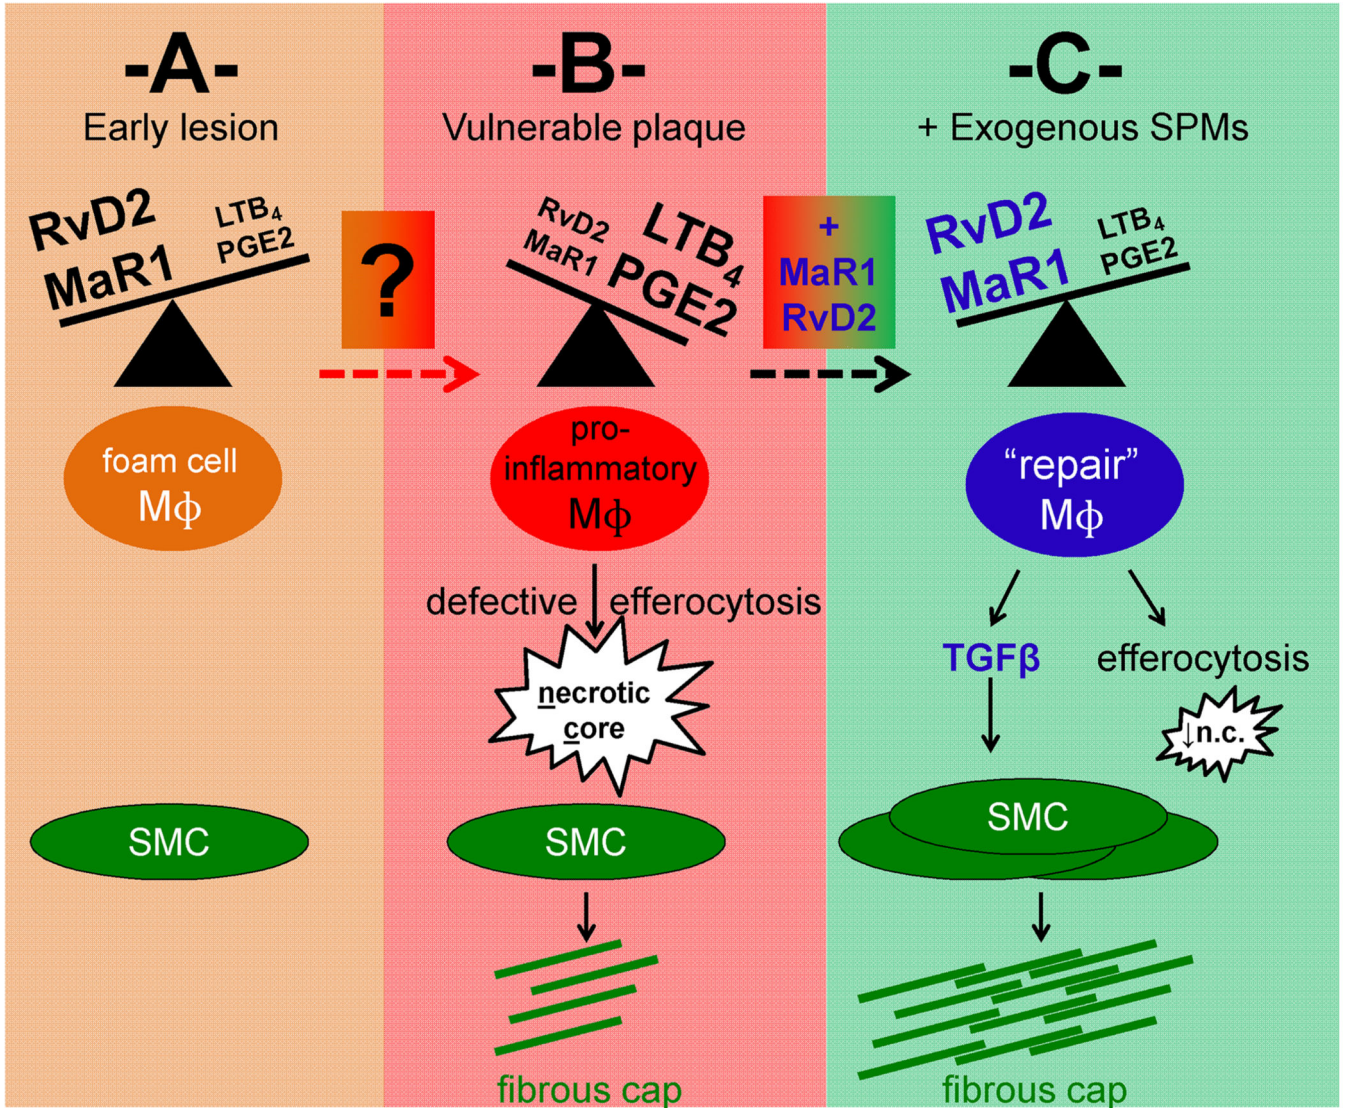 -A-
Early lesion
RvD2
MaR1
LTB₄
PGE2
foam cell
Mϕ
SMC
?
-B-
Vulnerable plaque
RvD2
MaR1
LTB₄
PGE2
pro-
inflammatory
Mϕ
defective efferocytosis
necrotic
core
SMC
fibrous cap
+
MaR1
RvD2
-C-
+ Exogenous SPMs
RvD2
MaR1
LTB₄
PGE2
“repair”
Mϕ
TGFβ
efferocytosis
↓n.c.
SMC
fibrous cap